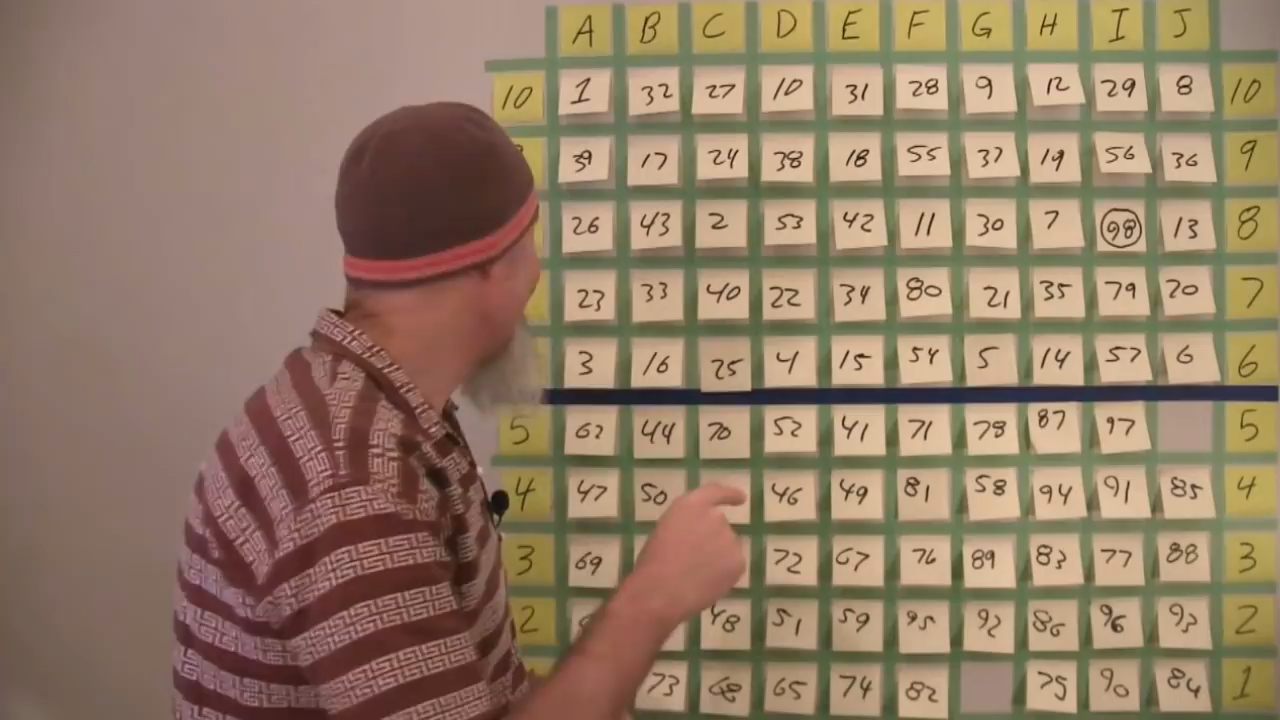 A B C D E F G H I J
10 1 32 27 10 31 28 9 12 29 8 10
39 17 24 38 18 55 37 19 56 36 9
26 43 2 53 42 11 30 7 98 13 8
23 33 40 22 34 80 21 35 79 20 7
3 16 25 4 15 54 5 14 57 6 6
5 62 44 70 52 41 71 78 87 97 5
4 47 50 46 49 81 58 94 91 85 4
3 69 72 67 76 89 83 77 88 3
2 48 51 59 95 92 86 96 93 2
73 68 65 74 82 75 90 84 1